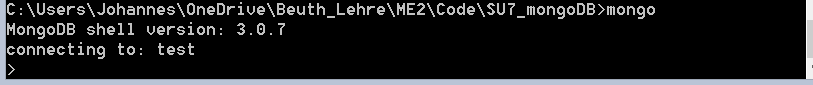 C:\Users\Johannes\OneDrive\Beuth_Lehre\ME2\Code\SU7_mongoDB>mongo
MongoDB shell version: 3.0.7
connecting to: test
>